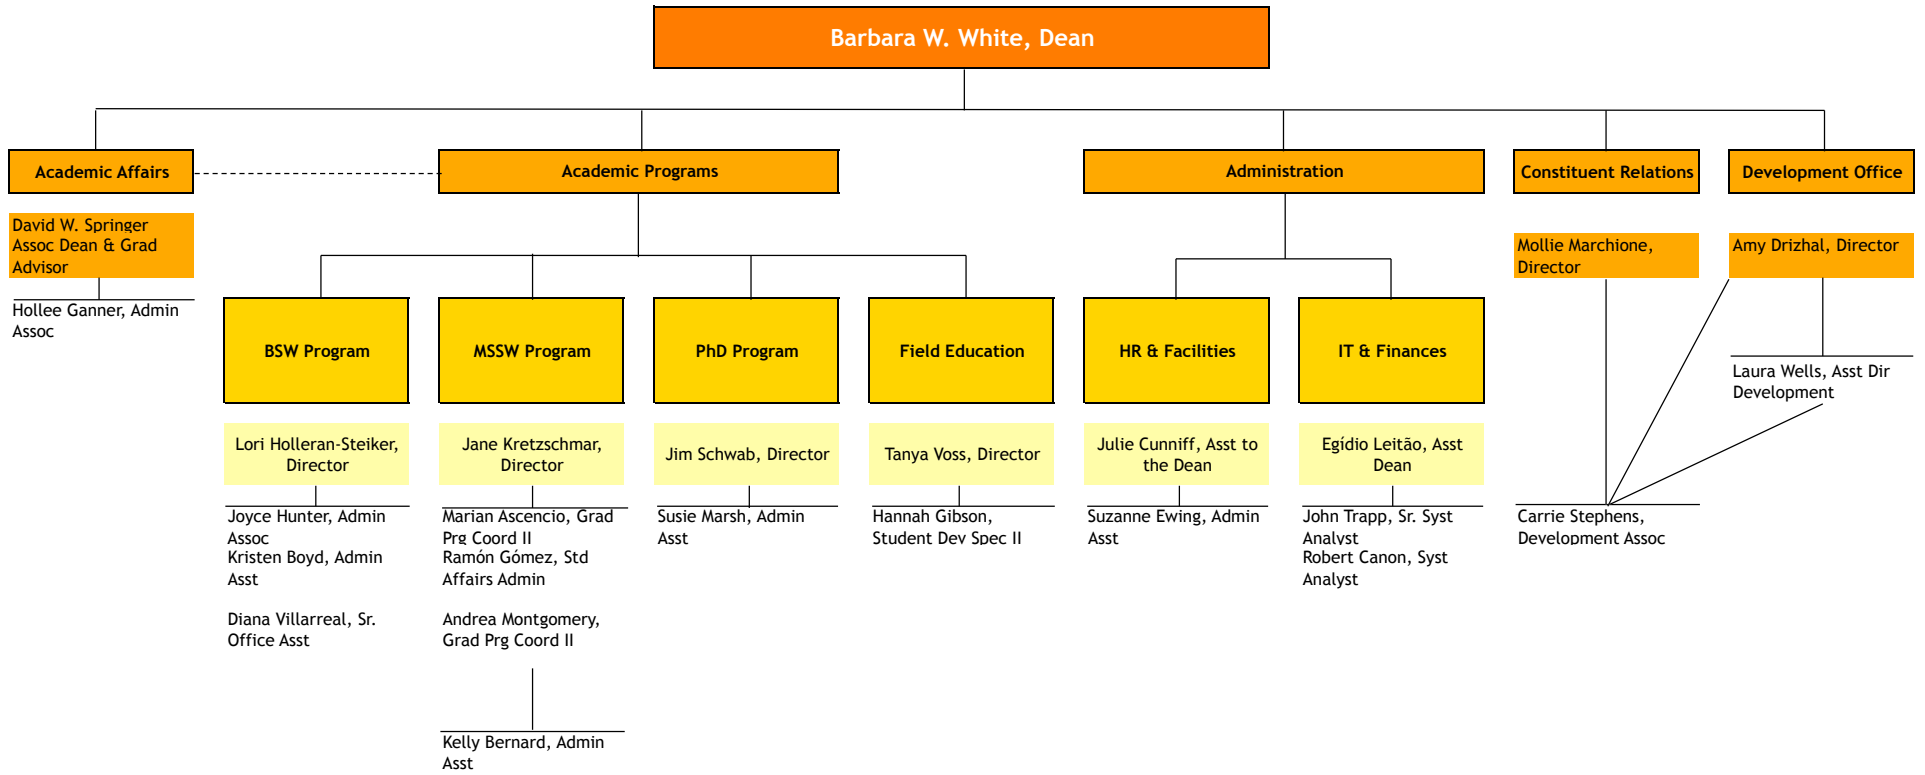 Barbara W. White, Dean
Academic Affairs
Academic Programs
Administration
Constituent Relations
Development Office
David W. Springer
Assoc Dean & Grad
Advisor
Hollee Ganner, Admin
Assoc
Mollie Marchione,
Director
Amy Drizhal, Director
BSW Program
MSSW Program
PhD Program
Field Education
HR & Facilities
IT & Finances
Laura Wells, Asst Dir
Development
Lori Holleran-Steiker,
Director
Jane Kretzschmar,
Director
Jim Schwab, Director
Tanya Voss, Director
Julie Cunniff, Asst to
the Dean
Egídio Leitão, Asst
Dean
Joyce Hunter, Admin
Assoc
Kristen Boyd, Admin
Asst
Diana Villarreal, Sr.
Office Asst
Marian Ascencio, Grad
Prg Coord II
Ramón Gómez, Std
Affairs Admin
Andrea Montgomery,
Grad Prg Coord II
Kelly Bernard, Admin
Asst
Susie Marsh, Admin
Asst
Hannah Gibson,
Student Dev Spec II
Suzanne Ewing, Admin
Asst
John Trapp, Sr. Syst
Analyst
Robert Canon, Syst
Analyst
Carrie Stephens,
Development Assoc